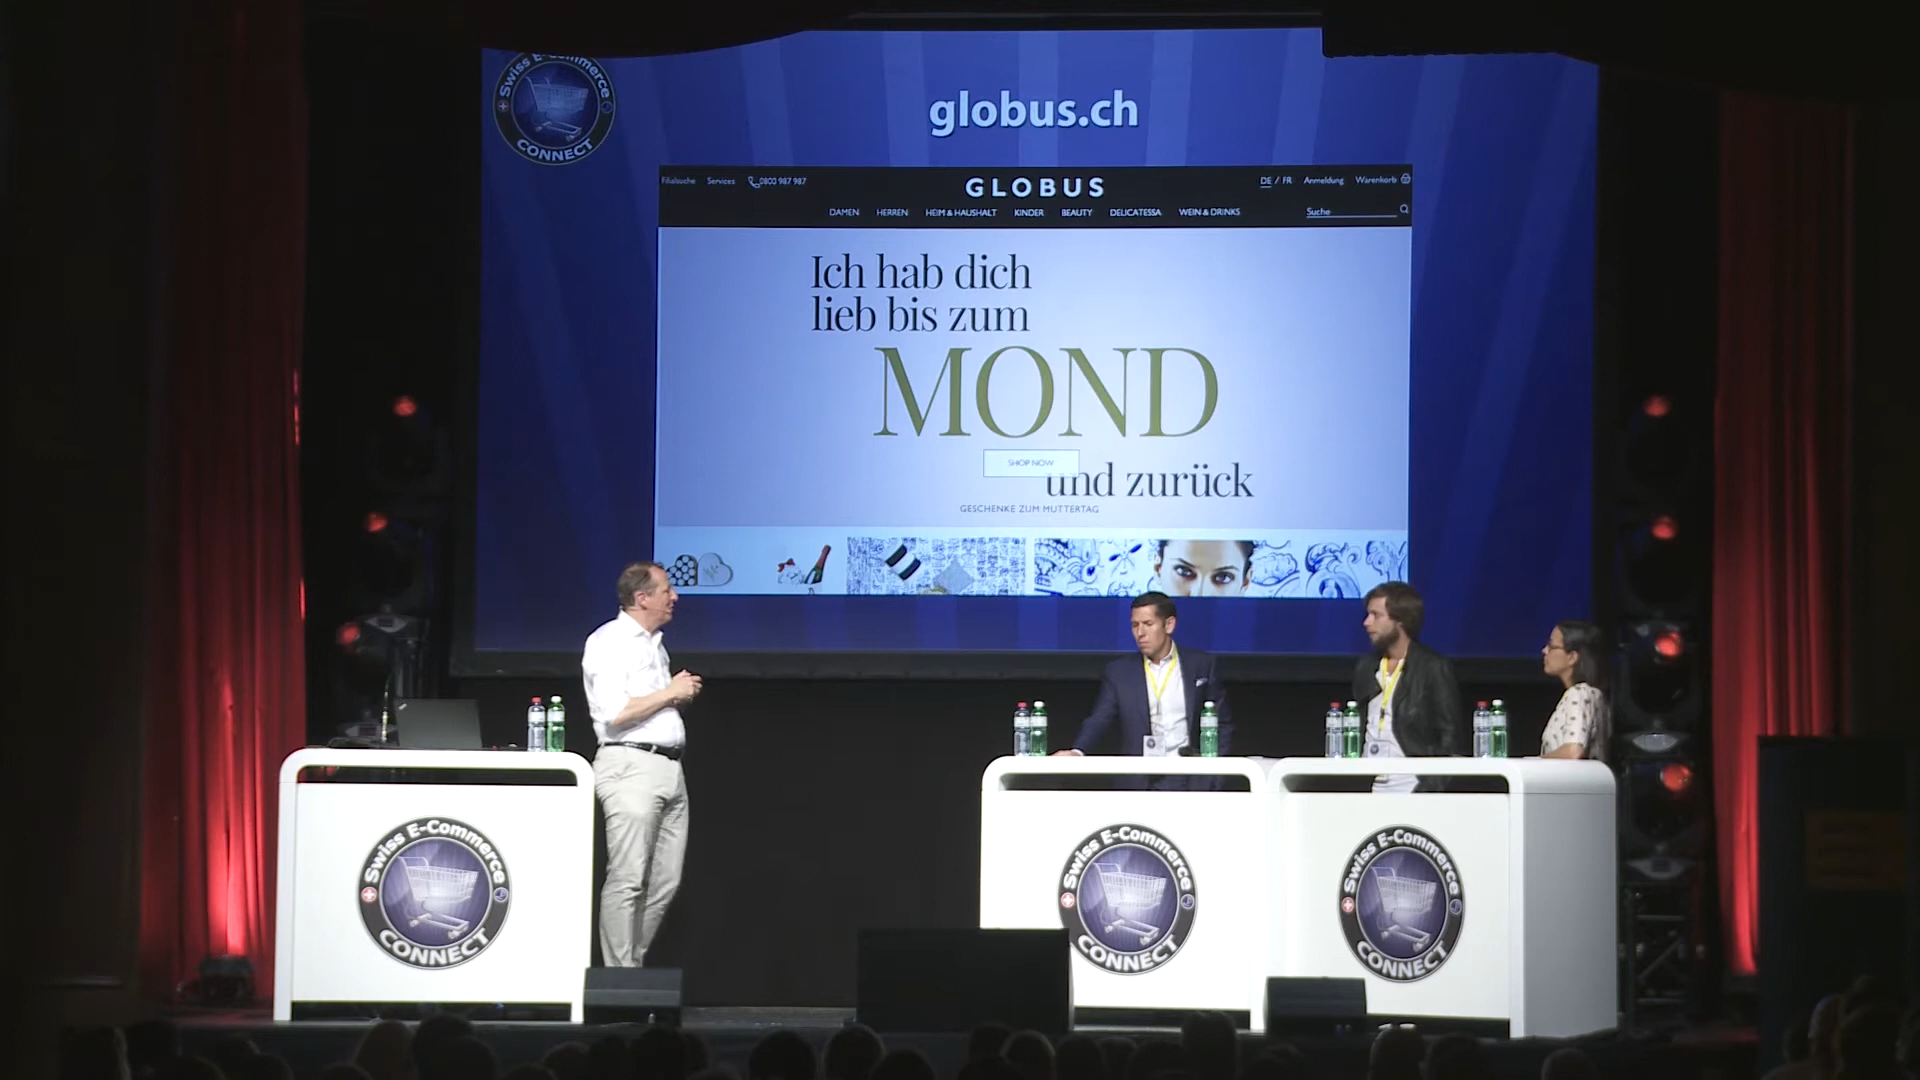 Swiss E-Commerce
CONNECT
globus.ch
Filialsuche Services 0800 987 987
GLOBUS
DE / FR Anmeldung Warenkorb
DAMEN HERREN HEIM & HAUSHALT KINDER BEAUTY DELICATESSA WEIN & DRINKS
Suche
Ich hab dich
lieb bis zum
MOND
SHOP NOW
und zurück
GESCHENKE ZUM MUTTERTAG
Swiss E-Commerce
CONNECT
Swiss E-Commerce
CONNECT
Swiss E-Commerce
CONNECT